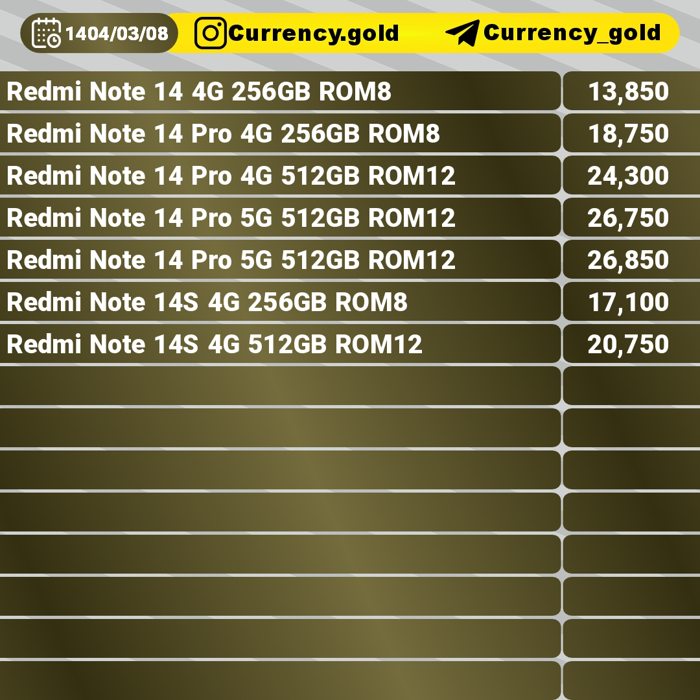 1404/03/08 Currency.gold Currency_gold
Redmi Note 14 4G 256GB ROM8 13,850
Redmi Note 14 Pro 4G 256GB ROM8 18,750
Redmi Note 14 Pro 4G 512GB ROM12 24,300
Redmi Note 14 Pro 5G 512GB ROM12 26,750
Redmi Note 14 Pro 5G 512GB ROM12 26,850
Redmi Note 14S 4G 256GB ROM8 17,100
Redmi Note 14S 4G 512GB ROM12 20,750